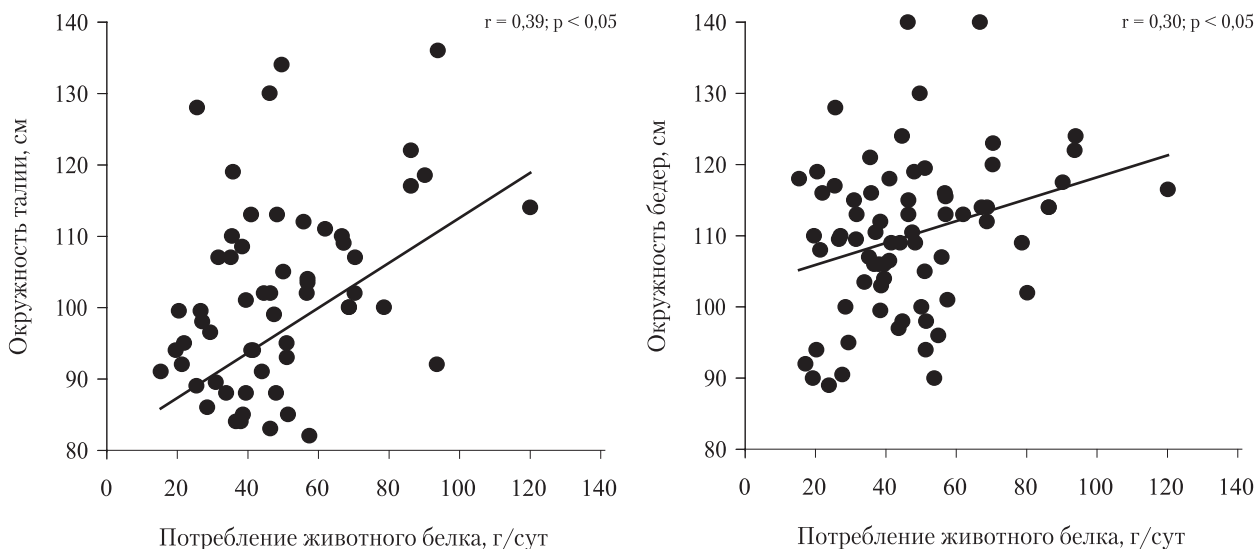 r = 0,39; p < 0,05
140
130
120
110
100
90
80
Окружность талии, см
0 20 40 60 80 100 120 140
Потребление животного белка, г/сут
r = 0,30; p < 0,05
140
130
120
110
100
90
80
Окружность бедер, см
0 20 40 60 80 100 120 140
Потребление животного белка, г/сут